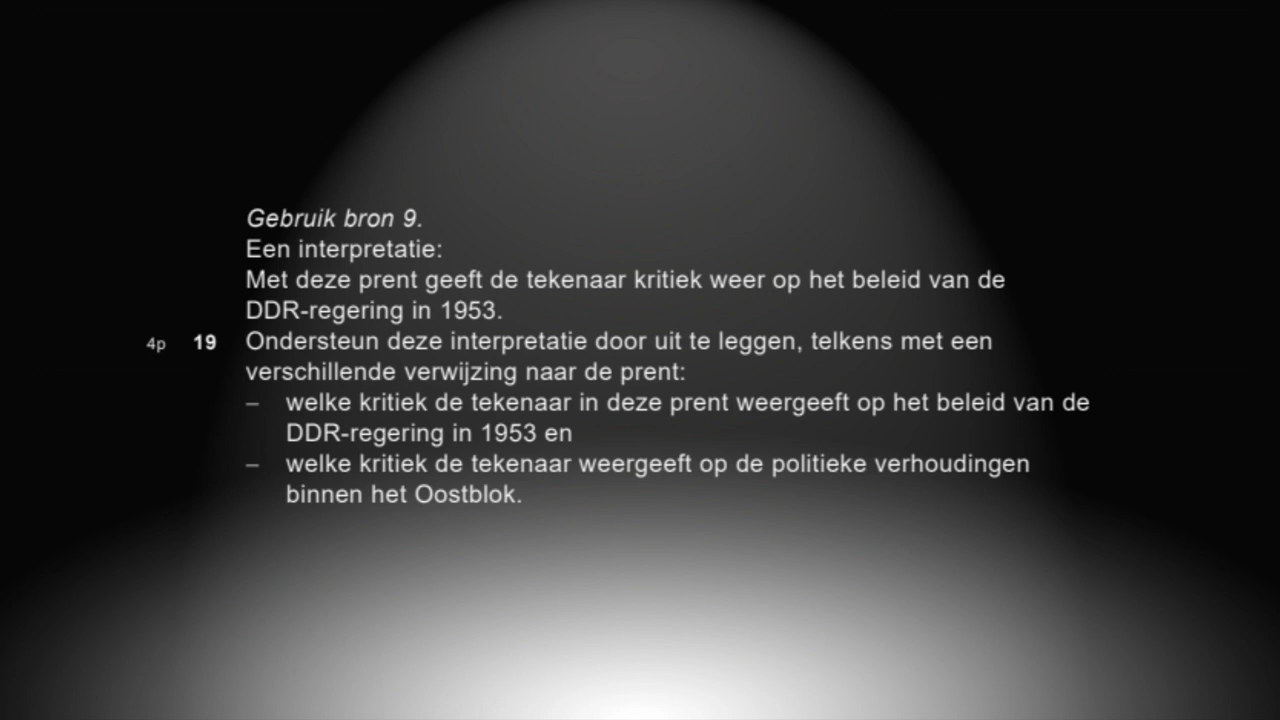 Gebruik bron 9.
Een interpretatie:
Met deze prent geeft de tekenaar kritiek weer op het beleid van de
DDR-regering in 1953.
4p 19 Ondersteun deze interpretatie door uit te leggen, telkens met een
verschillende verwijzing naar de prent:
– welke kritiek de tekenaar in deze prent weergeeft op het beleid van de
DDR-regering in 1953 en
– welke kritiek de tekenaar weergeeft op de politieke verhoudingen
binnen het Oostblok.